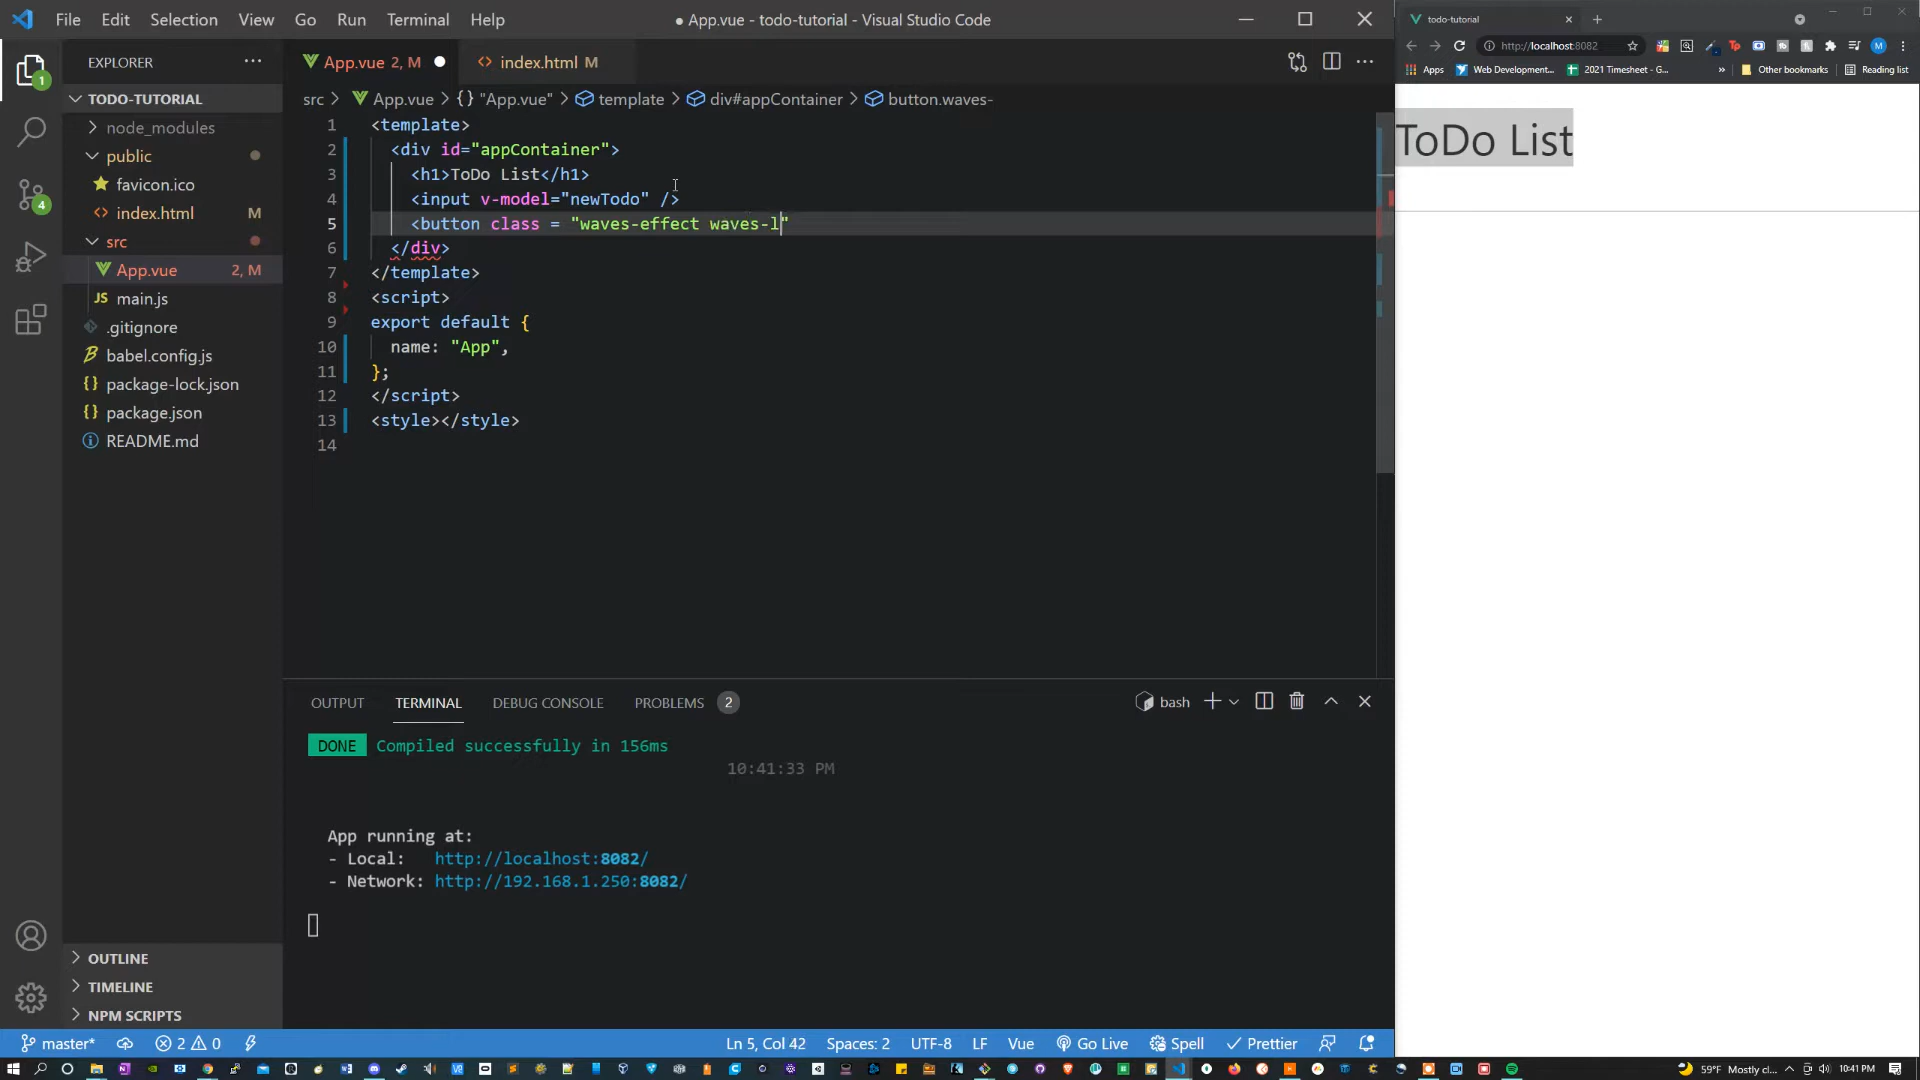 File Edit Selection View Go Run Terminal Help
● App.vue - todo-tutorial - Visual Studio Code
todo-tutorial
http://localhost:8082
Apps Web Development... 2021 Timesheet - G... » Other bookmarks Reading list
EXPLORER
App.vue 2, M
index.html M
TODO-TUTORIAL
node_modules
public
favicon.ico
index.html M
src
App.vue 2, M
main.js
.gitignore
babel.config.js
package-lock.json
package.json
README.md
OUTLINE
TIMELINE
NPM SCRIPTS
1
4
src > App.vue > {} "App.vue" > template > div#appContainer > button.waves-
1 <template>
2 <div id="appContainer">
3 <h1>ToDo List</h1>
4 <input v-model="newTodo" />
5 <button class = "waves-effect waves-l"
6 </div>
7 </template>
8 <script>
9 export default {
10 name: "App",
11 };
12 </script>
13 <style></style>
14
ToDo List
OUTPUT TERMINAL DEBUG CONSOLE PROBLEMS 2
bash
DONE Compiled successfully in 156ms
10:41:33 PM
App running at:
- Local: http://localhost:8082/
- Network: http://192.168.1.250:8082/
master* 2 0
Ln 5, Col 42 Spaces: 2 UTF-8 LF Vue Go Live Spell Prettier
59°F Mostly cl... 10:41 PM